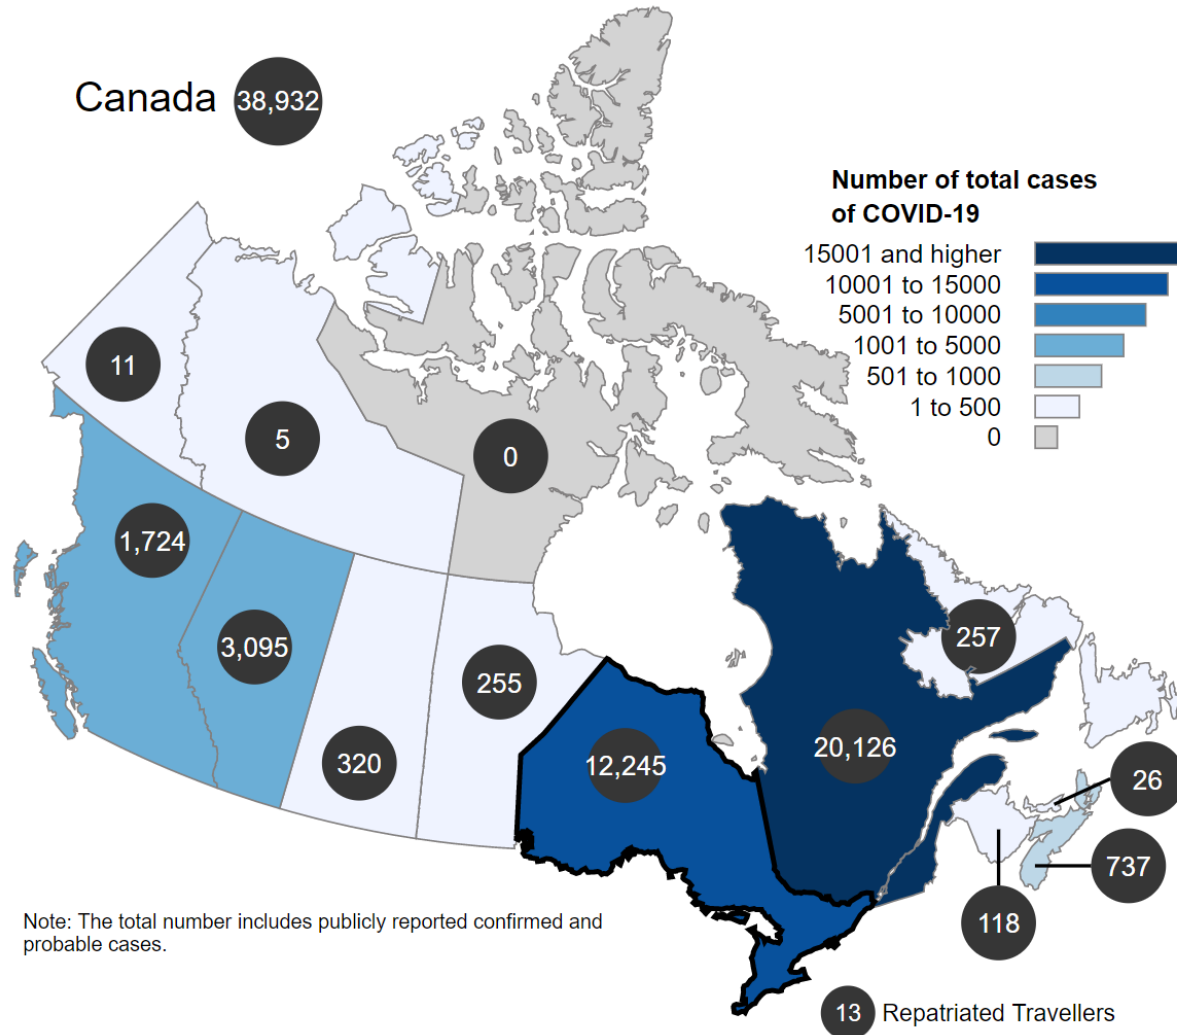 Canada 38,932
Number of total cases
of COVID-19
15001 and higher
10001 to 15000
5001 to 10000
1001 to 5000
501 to 1000
1 to 500
0
11
5
0
1,724
3,095
320
255
12,245
20,126
257
26
737
118
Note: The total number includes publicly reported confirmed and
probable cases.
13 Repatriated Travellers